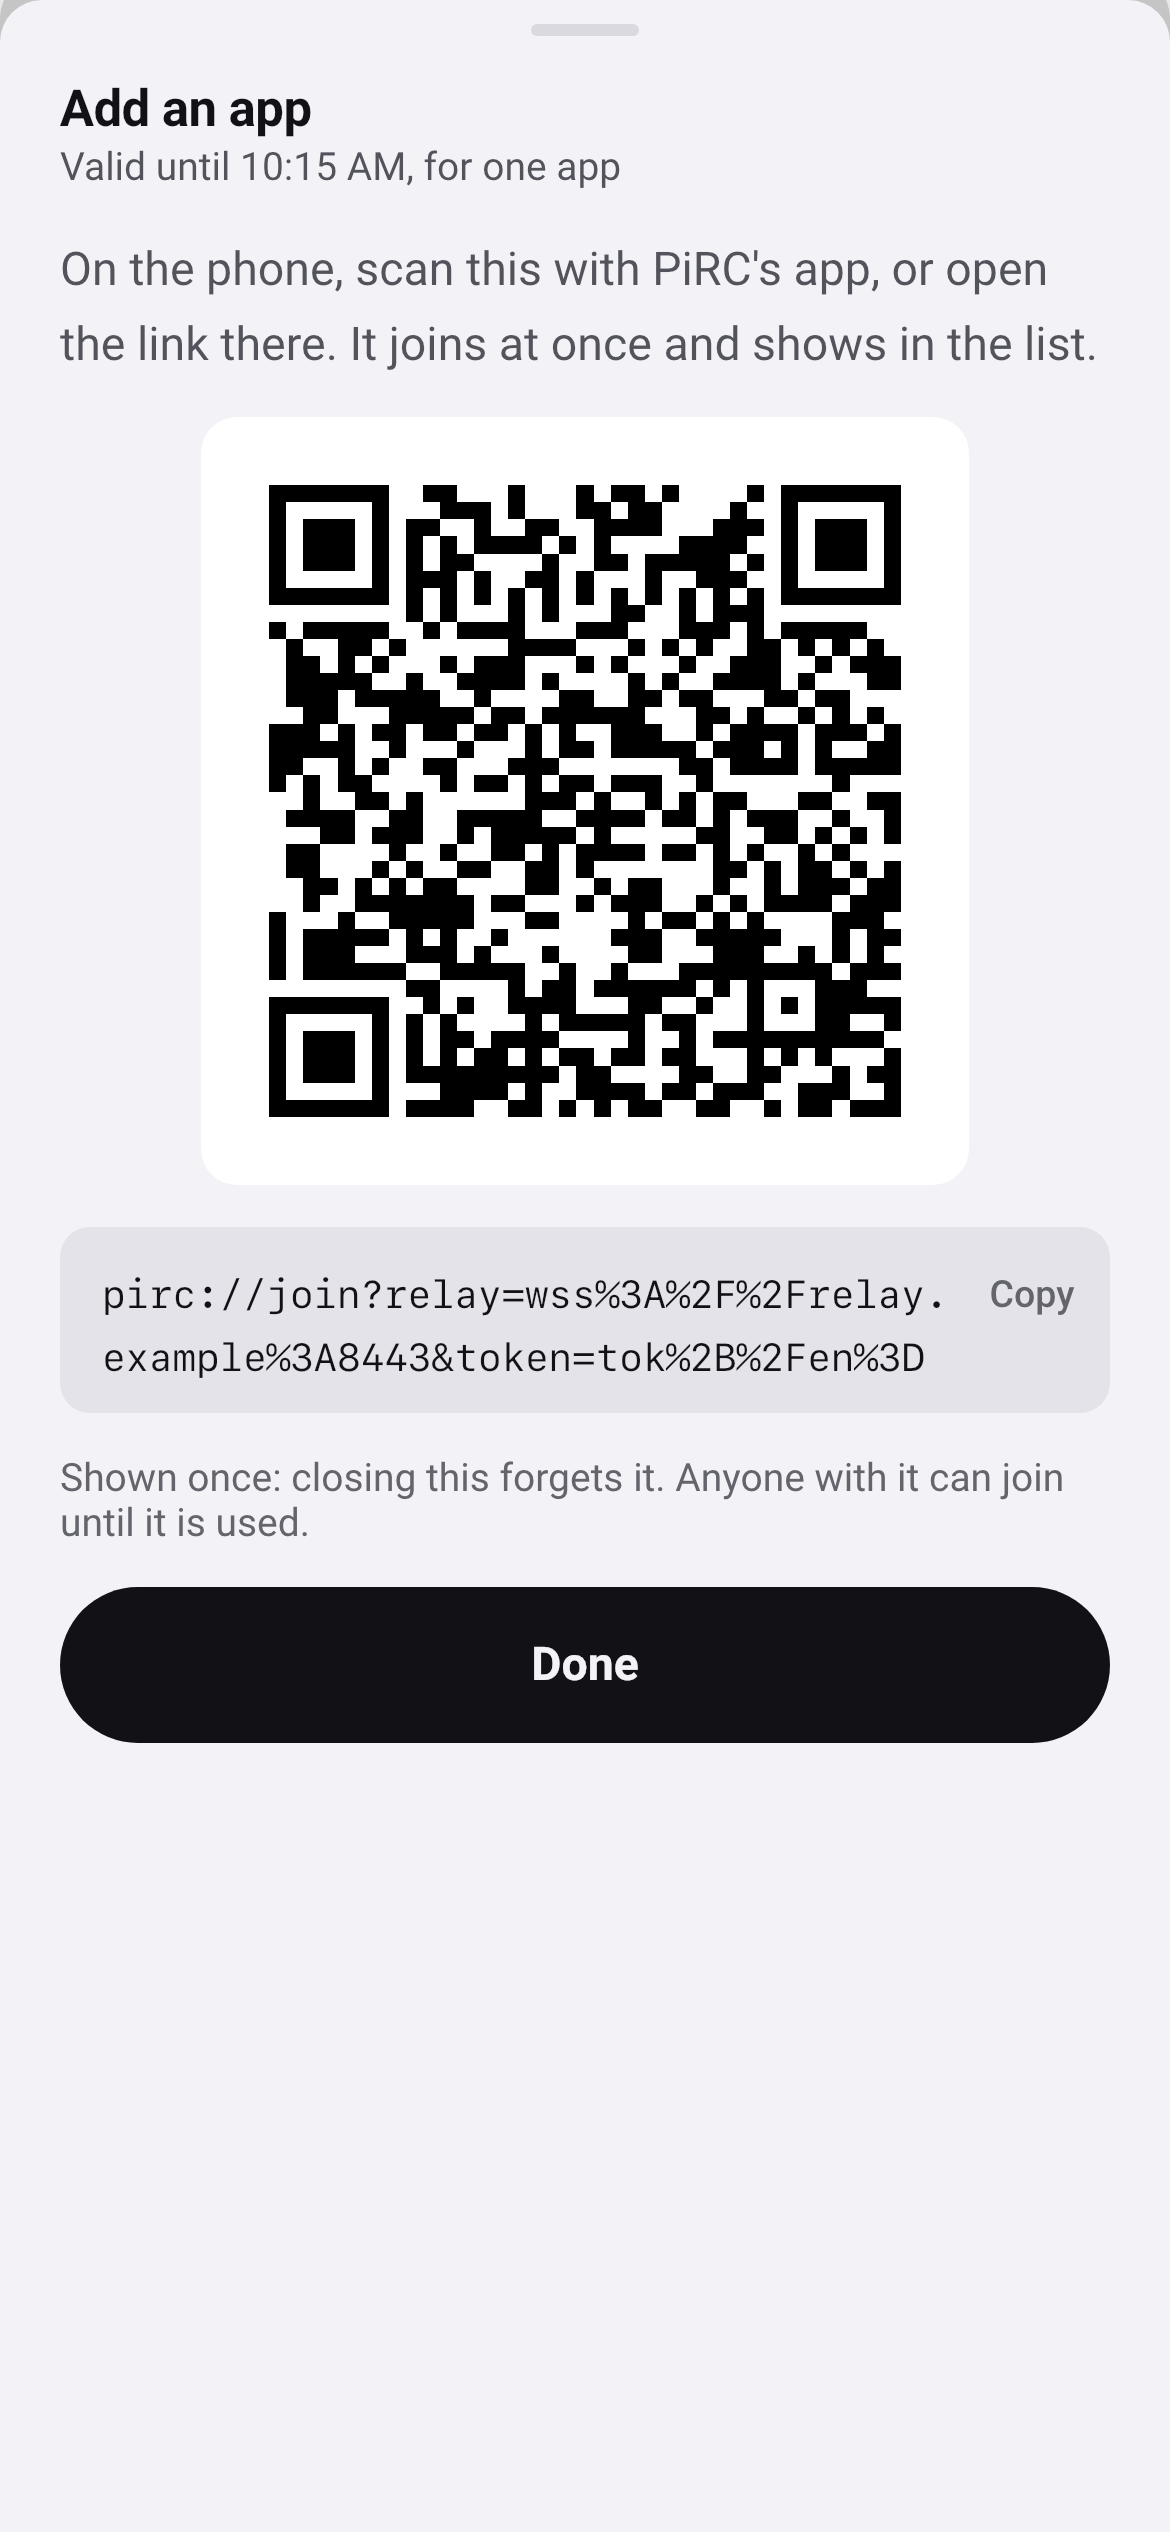 Add an app
Valid until 10:15 AM, for one app
On the phone, scan this with PiRC's app, or open
the link there. It joins at once and shows in the list.
pirc://join?relay=wss%3A%2F%2Frelay. Copy
example%3A8443&token=tok%2B%2Fen%3D
Shown once: closing this forgets it. Anyone with it can join
until it is used.
Done